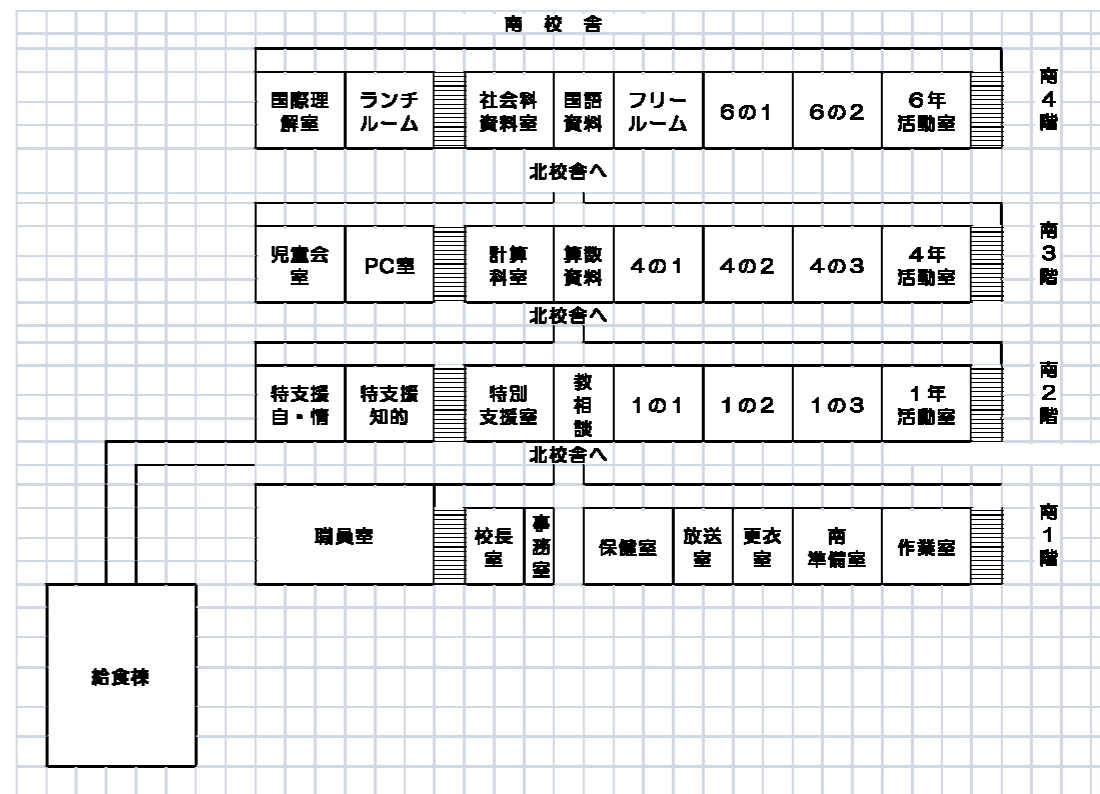 南 校 舎
国際理
解室
ランチ
ルーム
社会科
資料室
国語
資料
フリー
ルーム
6の1
6の2
6年
活動室
南
4
階
北校舎へ
児童会
室
PC室
計算
科室
算数
資料
4の1
4の2
4の3
4年
活動室
南
3
階
北校舎へ
特支援
自・情
特支援
知的
特別
支援室
教
相
談
1の1
1の2
1の3
1年
活動室
南
2
階
北校舎へ
職員室
校長
室
事
務
室
保健室
放送
室
更衣
室
南
準備室
作業室
南
1
階
給食棟